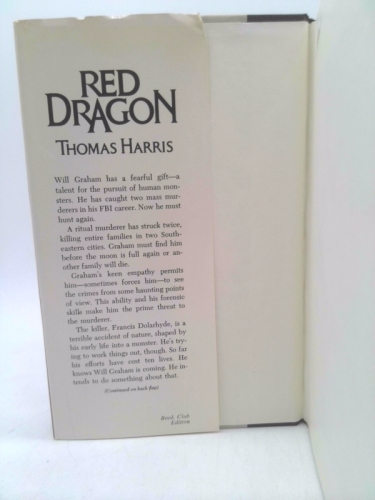 RED
DRAGON
THOMAS HARRIS
Will Graham has a fearful gift—a
talent for the pursuit of human mon-
sters. He has caught two mass mur-
derers in his FBI career. Now he must
hunt again.
A ritual murderer has struck twice,
killing entire families in two South-
eastern cities. Graham must find him
before the moon is full again or an-
other family will die.
Graham's keen empathy permits
him—sometimes forces him—to see
the crimes from some haunting points
of view. This ability and his forensic
skills make him the prime threat to
the murderer.
The killer, Francis Dolarhyde, is a
terrible accident of nature, shaped by
his early life into a monster. He's try-
ing to work things out, though. So far
his efforts have cost ten lives. He
knows Will Graham is coming. He in-
tends to do something about that.
(Continued on back flap)
Book Club
Edition